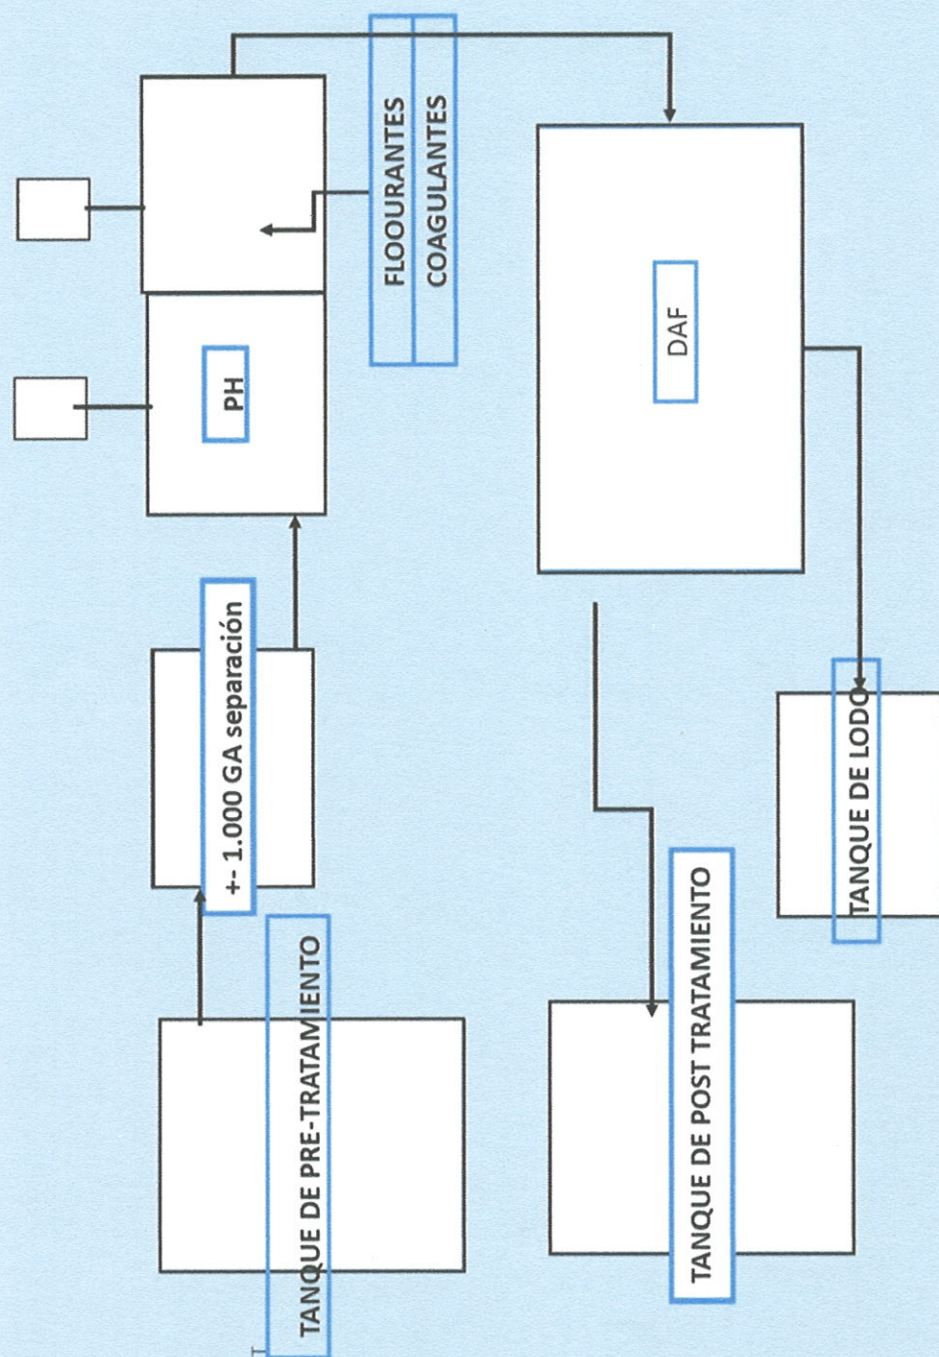 T
TANQUE DE PRE-TRATAMIENTO
+- 1.000 GA separación
PH
FLOOURANTES
COAGULANTES
DAF
TANQUE DE POST TRATAMIENTO
TANQUE DE LODO